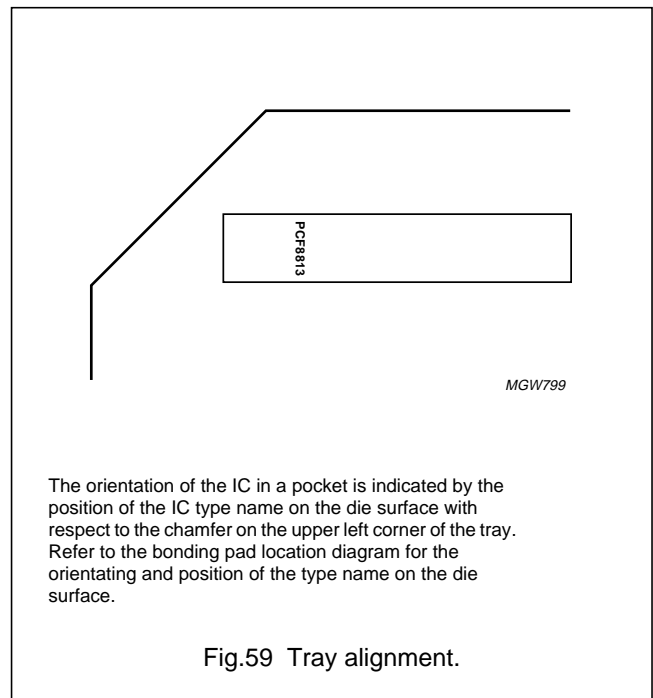 PCF8813
MGW799
The orientation of the IC in a pocket is indicated by the
position of the IC type name on the die surface with
respect to the chamfer on the upper left corner of the tray.
Refer to the bonding pad location diagram for the
orientating and position of the type name on the die
surface.
Fig.59 Tray alignment.